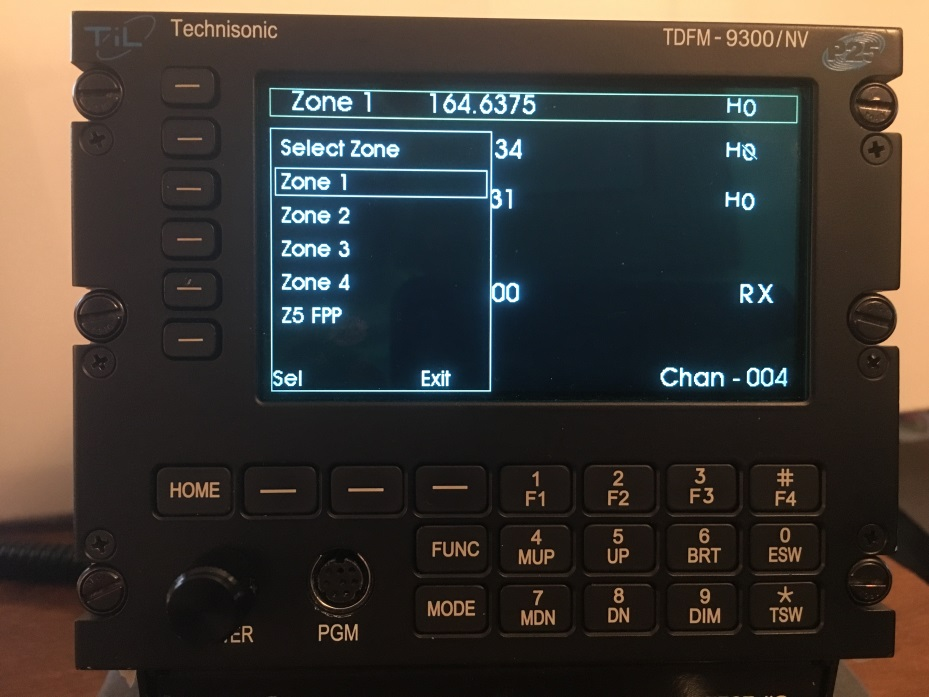 TiL Technisonic TDFM - 9300/NV P25
Zone 1 164.6375 H0
Select Zone 34 H0
Zone 1 31 H0
Zone 2
Zone 3
Zone 4 00 RX
Z5 FPP
Sel Exit Chan - 004
HOME 1 F1 2 F2 3 F3 # F4
FUNC 4 MUP 5 UP 6 BRT 0 ESW
MODE 7 MDN 8 DN 9 DIM * TSW
ER PGM